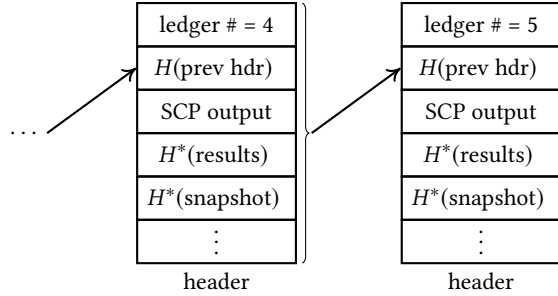 ledger # = 4
H(prev hdr)
SCP output
H*(results)
H*(snapshot)
⋮
header
...
ledger # = 5
H(prev hdr)
SCP output
H*(results)
H*(snapshot)
⋮
header